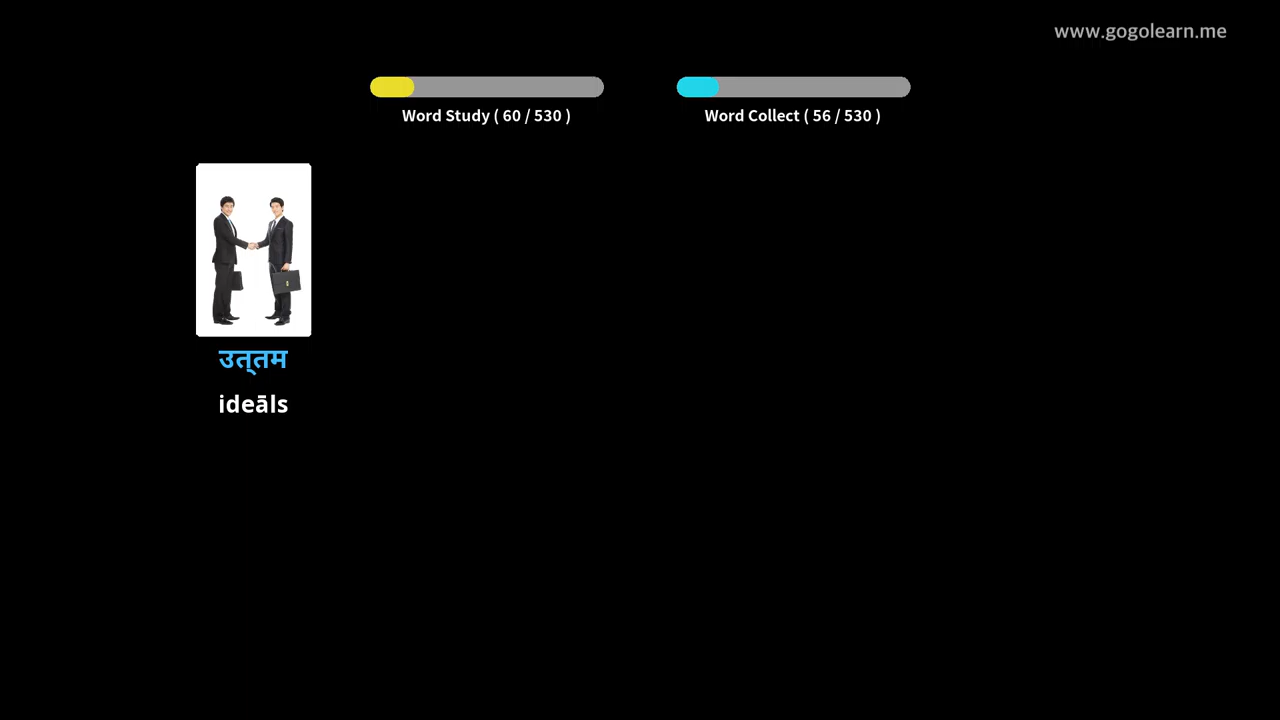 www.gogolearn.me
Word Study ( 60 / 530 )
Word Collect ( 56 / 530 )
उत्तम
ideāls